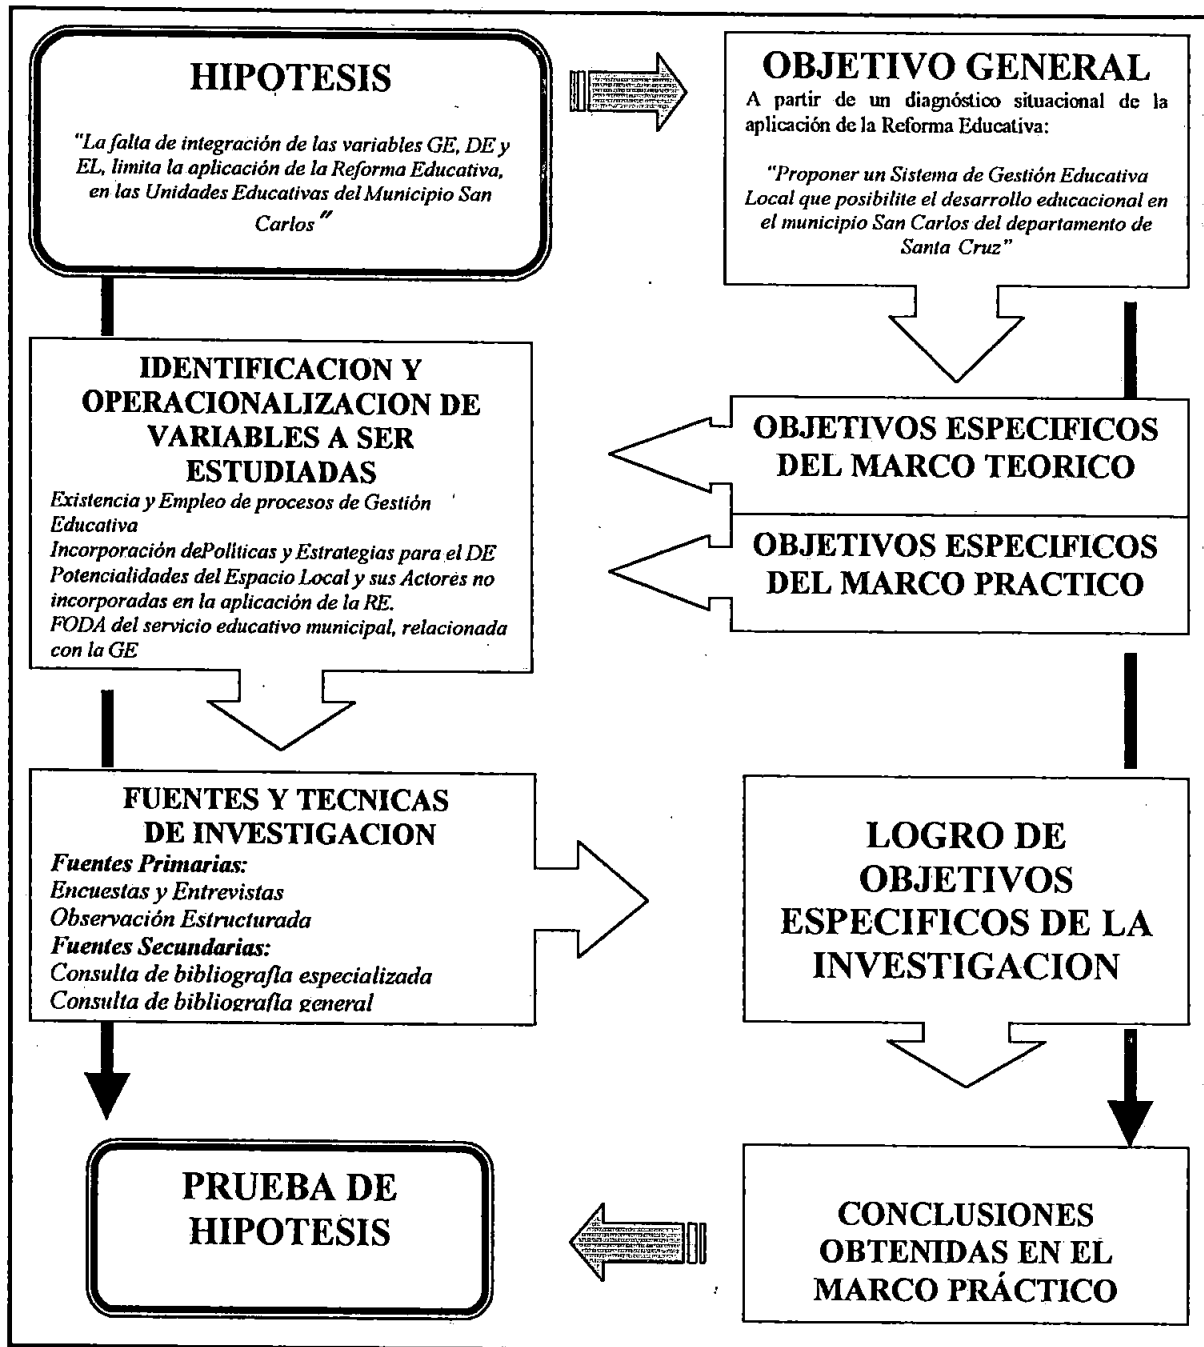 HIPOTESIS
"La falta de integración de las variables GE, DE y
EL, limita la aplicación de la Reforma Educativa,
en las Unidades Educativas del Municipio San
Carlos"
OBJETIVO GENERAL
A partir de un diagnóstico situacional de la
aplicación de la Reforma Educativa:
"Proponer un Sistema de Gestión Educativa
Local que posibilite el desarrollo educacional en
el municipio San Carlos del departamento de
Santa Cruz"
IDENTIFICACION Y
OPERACIONALIZACION DE
VARIABLES A SER
ESTUDIADAS
Existencia y Empleo de procesos de Gestión
Educativa
Incorporación dePolíticas y Estrategias para el DE
Potencialidades del Espacio Local y sus Actores no
incorporadas en la aplicación de la RE.
FODA del servicio educativo municipal, relacionada
con la GE
OBJETIVOS ESPECIFICOS
DEL MARCO TEORICO
OBJETIVOS ESPECIFICOS
DEL MARCO PRACTICO
FUENTES Y TECNICAS
DE INVESTIGACION
Fuentes Primarias:
Encuestas y Entrevistas
Observación Estructurada
Fuentes Secundarias:
Consulta de bibliografía especializada
Consulta de bibliografía general
LOGRO DE
OBJETIVOS
ESPECIFICOS DE LA
INVESTIGACION
PRUEBA DE
HIPOTESIS
CONCLUSIONES
OBTENIDAS EN EL
MARCO PRÁCTICO